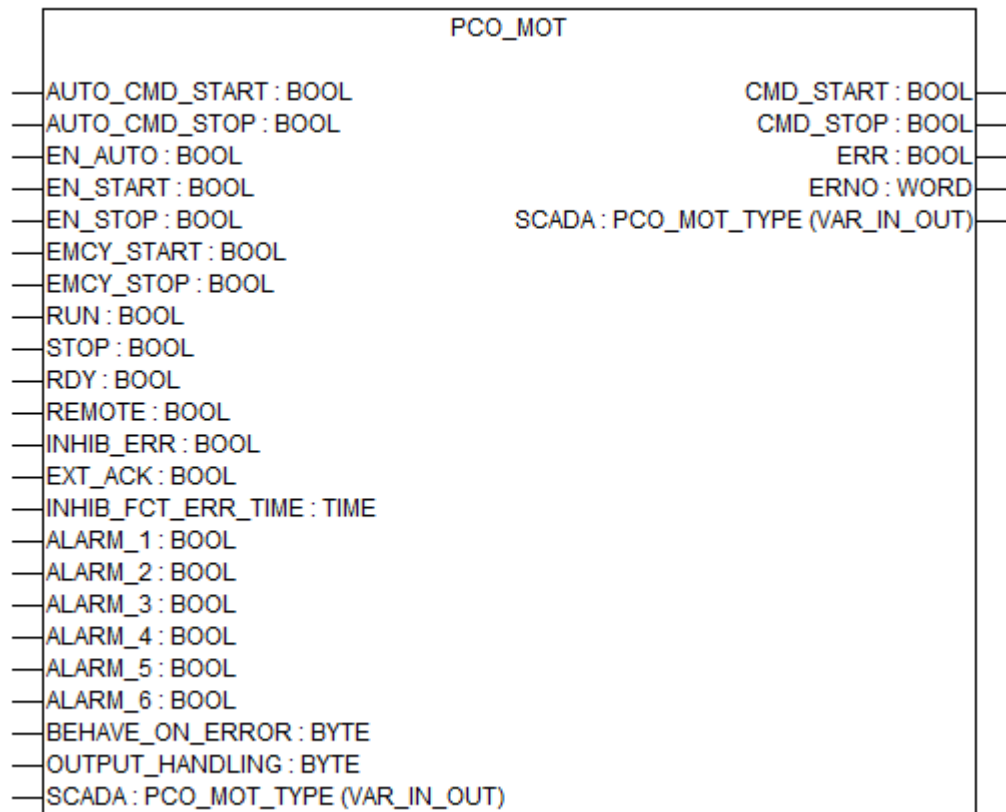 PCO_MOT
AUTO_CMD_START : BOOL CMD_START : BOOL
AUTO_CMD_STOP : BOOL CMD_STOP : BOOL
EN_AUTO : BOOL ERR : BOOL
EN_START : BOOL ERNO : WORD
EN_STOP : BOOL SCADA : PCO_MOT_TYPE (VAR_IN_OUT)
EMCY_START : BOOL
EMCY_STOP : BOOL
RUN : BOOL
STOP : BOOL
RDY : BOOL
REMOTE : BOOL
INHIB_ERR : BOOL
EXT_ACK : BOOL
INHIB_FCT_ERR_TIME : TIME
ALARM_1 : BOOL
ALARM_2 : BOOL
ALARM_3 : BOOL
ALARM_4 : BOOL
ALARM_5 : BOOL
ALARM_6 : BOOL
BEHAVE_ON_ERROR : BYTE
OUTPUT_HANDLING : BYTE
SCADA : PCO_MOT_TYPE (VAR_IN_OUT)